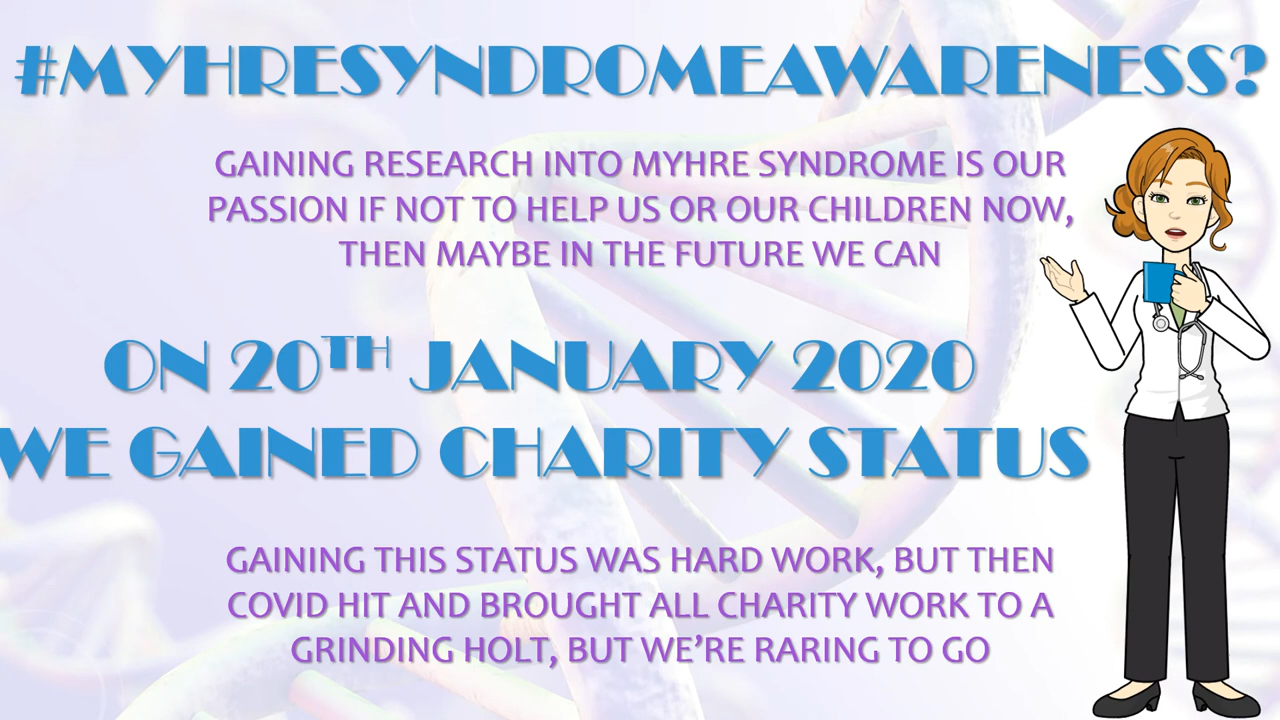 #MYHRESYNDROMEAWARENESS?
GAINING RESEARCH INTO MYHRE SYNDROME IS OUR
PASSION IF NOT TO HELP US OR OUR CHILDREN NOW,
THEN MAYBE IN THE FUTURE WE CAN
ON 20TH JANUARY 2020
WE GAINED CHARITY STATUS
GAINING THIS STATUS WAS HARD WORK, BUT THEN
COVID HIT AND BROUGHT ALL CHARITY WORK TO A
GRINDING HOLT, BUT WE’RE RARING TO GO